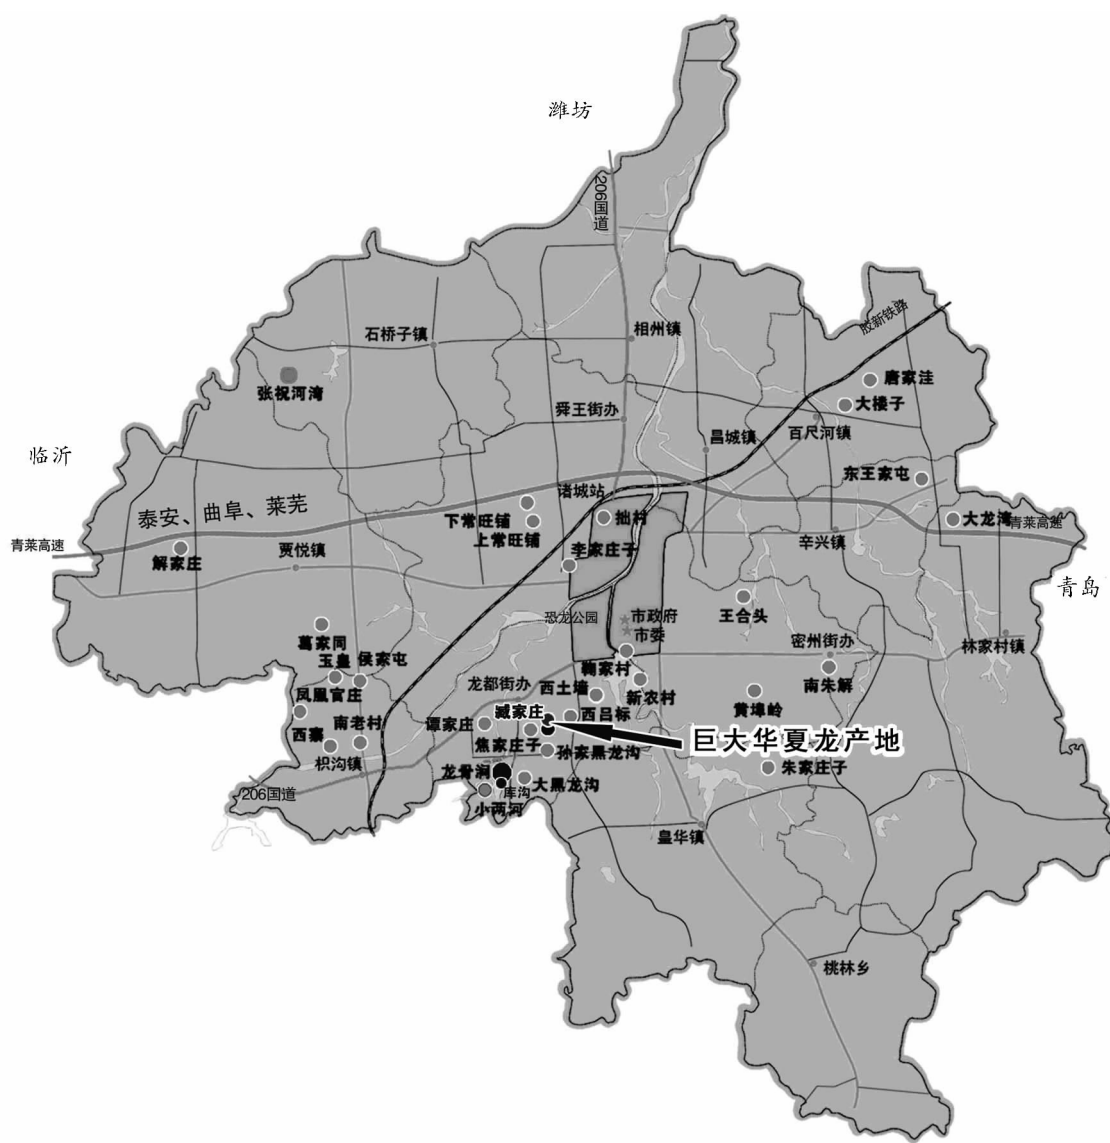 潍坊
206国道
胶新铁路
石桥子镇
相州镇
张祝河湾
唐家洼
大楼子
舜王街办
百尺河镇
昌城镇
临沂
东王家屯
诸城站
泰安、曲阜、莱芜
下常旺铺
拙村
大龙湾
青莱高速
上常旺铺
辛兴镇
青莱高速
解家庄
贾悦镇
李家庄子
青岛
恐龙公园
市政府
市委
王合头
葛家同
密州街办
林家村镇
玉皇
侯家屯
鞠家村
龙都街办
西土墙
新农村
南朱解
凤凰官庄
黄埠岭
谭家庄
臧家庄
西吕标
西寨
南老村
焦家庄子
孙家黑龙沟
巨大华夏龙产地
枳沟镇
龙骨涧
朱家庄子
206国道
库沟
大黑龙沟
小两河
皇华镇
桃林乡